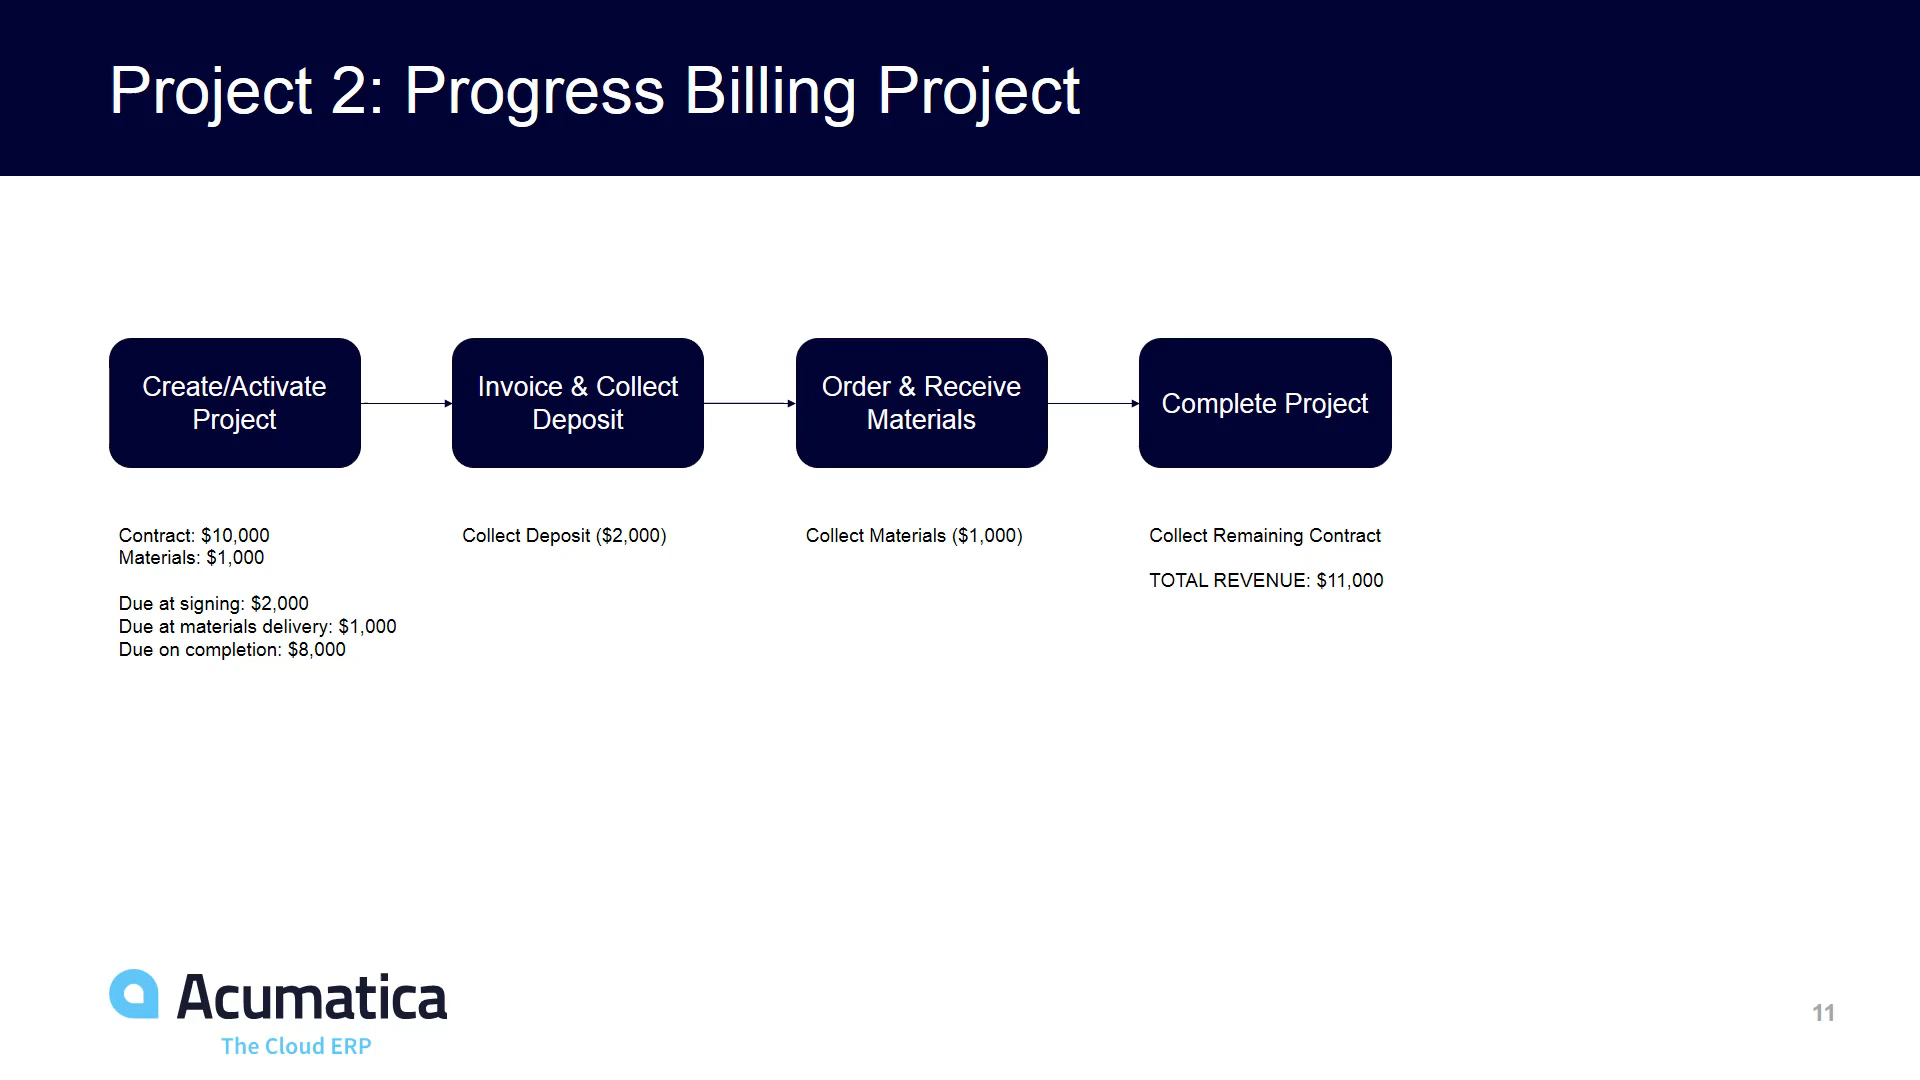 Project 2: Progress Billing Project
Create/Activate
Project
Invoice & Collect
Deposit
Order & Receive
Materials
Complete Project
Contract: $10,000
Materials: $1,000
Due at signing: $2,000
Due at materials delivery: $1,000
Due on completion: $8,000
Collect Deposit ($2,000)
Collect Materials ($1,000)
Collect Remaining Contract
TOTAL REVENUE: $11,000
Acumatica
The Cloud ERP
11